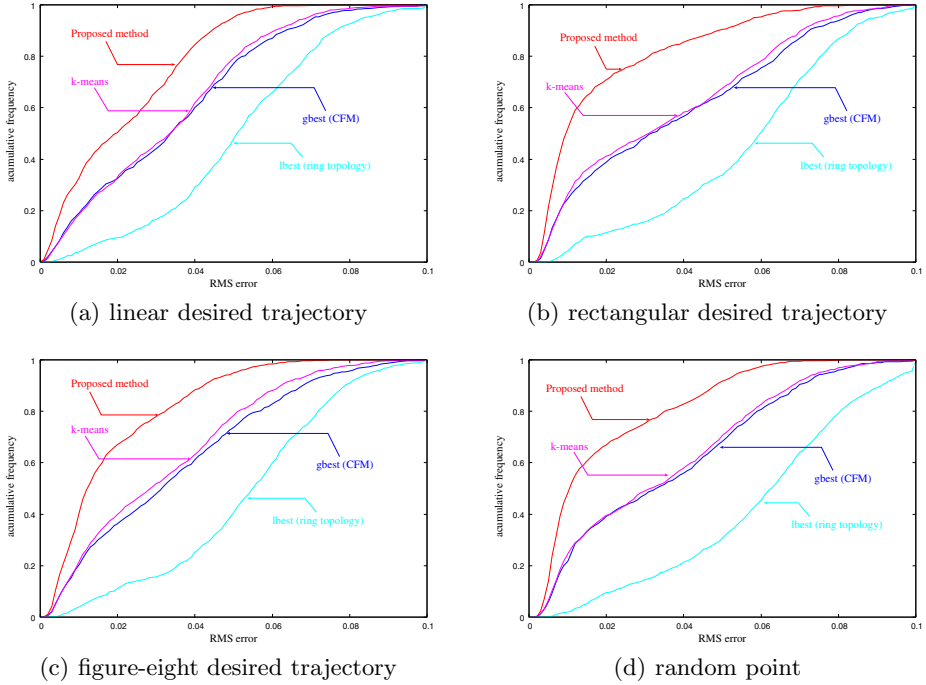 1
0.8
0.6
0.4
0.2
0
acumulative frequency
Proposed method
k-means
gbest (CFM)
lbest (ring topology)
0 0.02 0.04 0.06 0.08 0.1
RMS error
(a) linear desired trajectory
1
0.8
0.6
0.4
0.2
0
acumulative frequency
Proposed method
k-means
gbest (CFM)
lbest (ring topology)
0 0.02 0.04 0.06 0.08 0.1
RMS error
(b) rectangular desired trajectory
1
0.8
0.6
0.4
0.2
0
acumulative frequency
Proposed method
k-means
gbest (CFM)
lbest (ring topology)
0 0.02 0.04 0.06 0.08 0.1
RMS error
(c) figure-eight desired trajectory
1
0.8
0.6
0.4
0.2
0
acumulative frequency
Proposed method
k-means
gbest (CFM)
lbest (ring topology)
0 0.02 0.04 0.06 0.08 0.1
RMS error
(d) random point